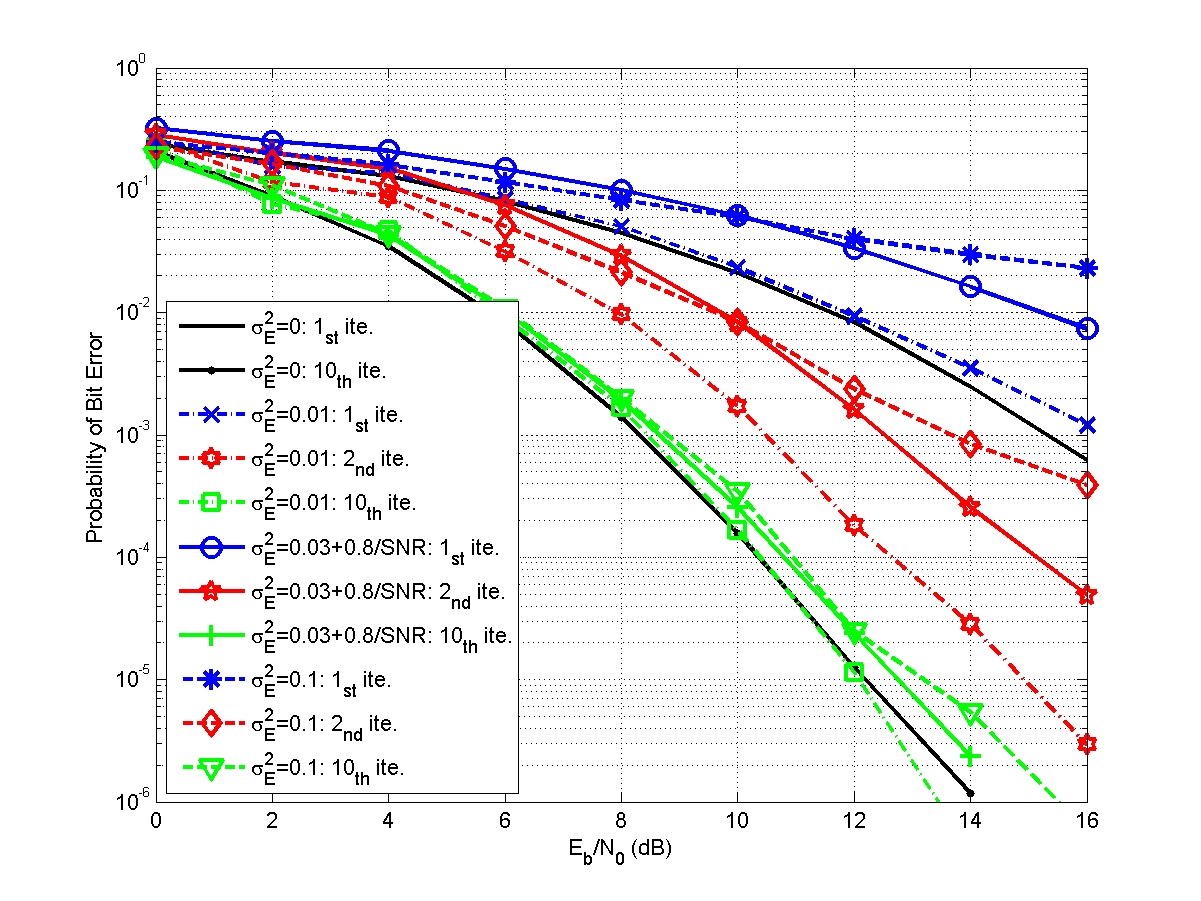 10^0
10^-1
10^-2
10^-3
10^-4
10^-5
10^-6
Probability of Bit Error
σ_E^2=0: 1_st ite.
σ_E^2=0: 10_th ite.
σ_E^2=0.01: 1_st ite.
σ_E^2=0.01: 2_nd ite.
σ_E^2=0.01: 10_th ite.
σ_E^2=0.03+0.8/SNR: 1_st ite.
σ_E^2=0.03+0.8/SNR: 2_nd ite.
σ_E^2=0.03+0.8/SNR: 10_th ite.
σ_E^2=0.1: 1_st ite.
σ_E^2=0.1: 2_nd ite.
σ_E^2=0.1: 10_th ite.
0 2 4 6 8 10 12 14 16
E_b/N_0 (dB)